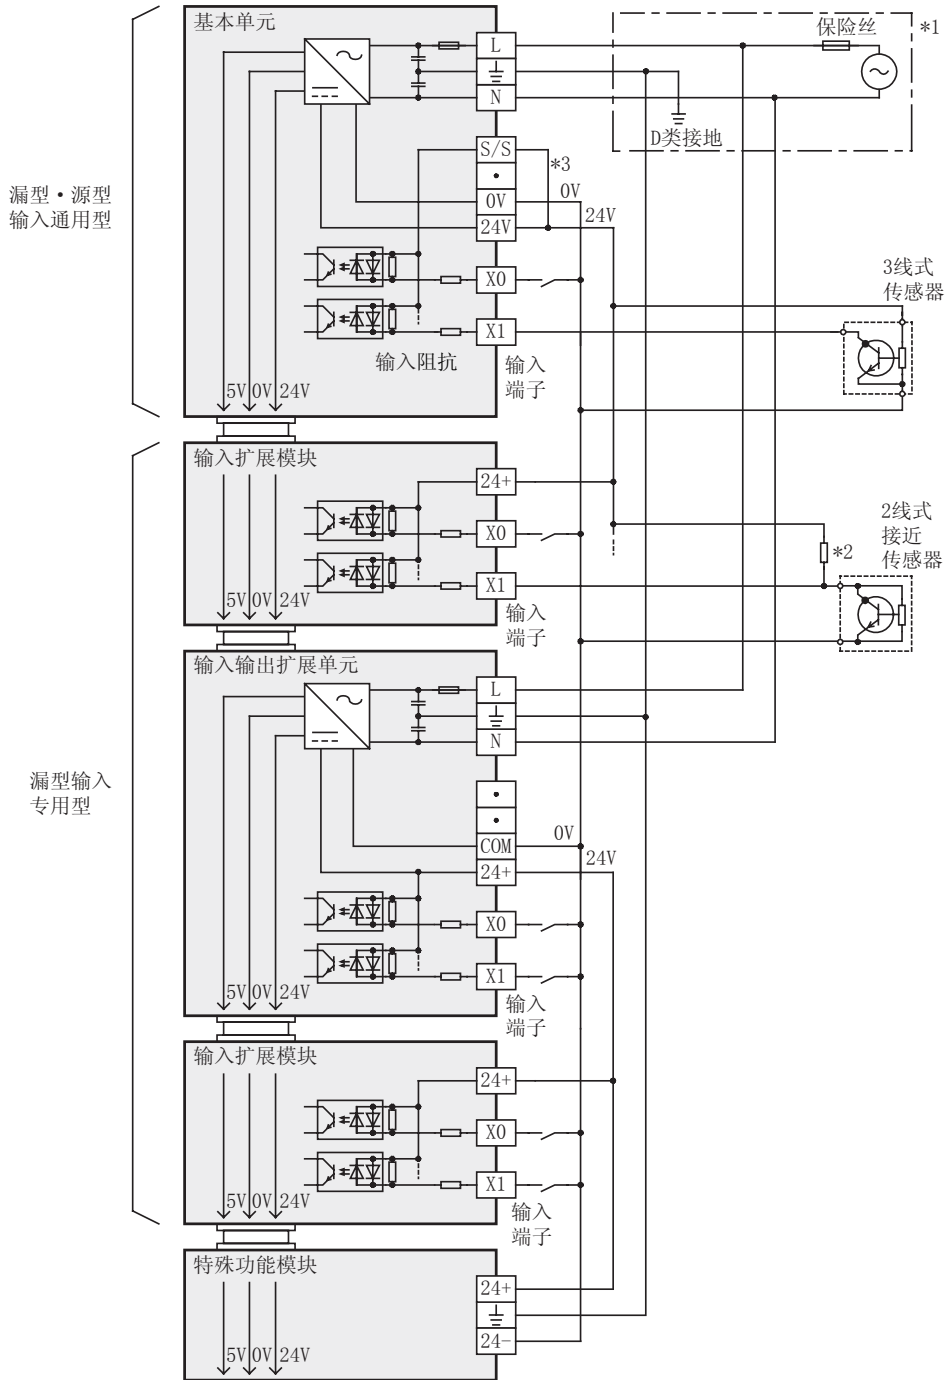 基本单元
L
N
保险丝
*1
D类接地
S/S
*3
0V
0V
24V
24V
漏型・源型
输入通用型
X0
X1
输入阻抗
输入
端子
3线式
传感器
5V 0V 24V
输入扩展模块
24+
X0
X1
2线式
接近
传感器
*2
5V 0V 24V
输入
端子
输入输出扩展单元
L
N
漏型输入
专用型
COM
0V
24+
24V
X0
X1
5V 0V 24V
输入
端子
输入扩展模块
24+
X0
X1
5V 0V 24V
输入
端子
特殊功能模块
24+
24-
5V 0V 24V